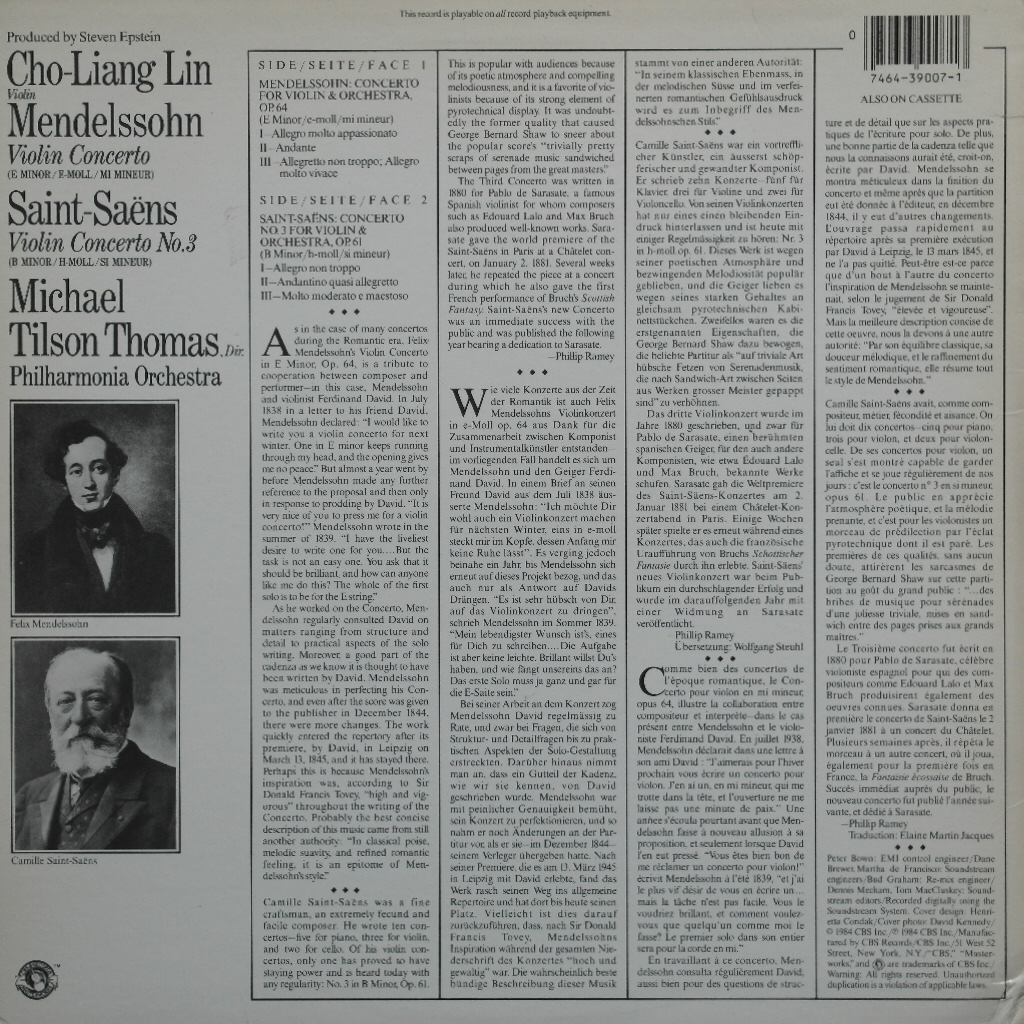 This record is playable on all record playback equipment.
Produced by Steven Epstein
Cho-Liang Lin
Violin
Mendelssohn
Violin Concerto
(E MINOR/E-MOLL/MI MINEUR)
Saint-Saëns
Violin Concerto No.3
(B MINOR/H-MOLL/SI MINEUR)
Michael
Tilson Thomas, Dir.
Philharmonia Orchestra
Felix Mendelssohn
Camille Saint-Saëns
SIDE/SEITE/FACE 1
MENDELSSOHN: CONCERTO
FOR VIOLIN & ORCHESTRA,
OP.64
(E Minor/e-moll/mi mineur)
I—Allegro molto appassionato
II—Andante
III—Allegretto non troppo; Allegro
molto vivace
SIDE/SEITE/FACE 2
SAINT-SAËNS: CONCERTO
NO.3 FOR VIOLIN &
ORCHESTRA, OP.61
(B Minor/h-moll/si mineur)
I—Allegro non troppo
II—Andantino quasi allegretto
III—Molto moderato e maestoso
As in the case of many concertos
during the Romantic era, Felix
Mendelssohn's Violin Concerto
in E Minor, Op. 64, is a tribute to
cooperation between composer and
performer—in this case, Mendelssohn
and violinist Ferdinand David. In July
1838 in a letter to his friend David,
Mendelssohn declared: "I would like to
write you a violin concerto for next
winter. One in E minor keeps running
through my head, and the opening gives
me no peace." But almost a year went by
before Mendelssohn made any further
reference to the proposal and then only
in response to prodding by David. "It is
very nice of you to press me for a violin
concerto!" Mendelssohn wrote in the
summer of 1839. "I have the liveliest
desire to write one for you....But the
task is not an easy one. You ask that it
should be brilliant, and how can anyone
like me do this? The whole of the first
solo is to be for the E string."
As he worked on the Concerto, Men-
delssohn regularly consulted David on
matters ranging from structure and
detail to practical aspects of the solo
writing. Moreover, a good part of the
cadenza as we know it is thought to have
been written by David. Mendelssohn
was meticulous in perfecting his Con-
certo, and even after the score was given
to the publisher in December 1844,
there were more changes. The work
quickly entered the repertory after its
premiere, by David, in Leipzig on
March 13, 1845, and it has stayed there.
Perhaps this is because Mendelssohn's
inspiration was, according to Sir
Donald Francis Tovey, "high and vig-
orous" throughout the writing of the
Concerto. Probably the best concise
description of this music came from still
another authority: "In classical poise,
melodic suavity, and refined romantic
feeling, it is an epitome of Men-
delssohn's style."
Camille Saint-Saëns was a fine
craftsman, an extremely fecund and
facile composer. He wrote ten con-
certos—five for piano, three for violin,
and two for cello. Of his violin con-
certos, only one has proved to have
staying power and is heard today with
any regularity: No. 3 in B Minor, Op. 61.
This is popular with audiences because
of its poetic atmosphere and compelling
melodiousness, and it is a favorite of vio-
linists because of its strong element of
pyrotechnical display. It was undoubt-
edly the former quality that caused
George Bernard Shaw to sneer about
the popular score's "trivially pretty
scraps of serenade music sandwiched
between pages from the great masters."
The Third Concerto was written in
1880 for Pablo de Sarasate, a famous
Spanish violinist for whom composers
such as Edouard Lalo and Max Bruch
also produced well-known works. Sara-
sate gave the world premiere of the
Saint-Saëns in Paris at a Châtelet con-
cert, on January 2, 1881. Several weeks
later, he repeated the piece at a concert
during which he also gave the first
French performance of Bruch's Scottish
Fantasy. Saint-Saëns's new Concerto
was an immediate success with the
public and was published the following
year bearing a dedication to Sarasate.
—Phillip Ramey
Wie viele Konzerte aus der Zeit
der Romantik ist auch Felix
Mendelssohns Violinkonzert
in e-Moll op. 64 aus Dank für die
Zusammenarbeit zwischen Komponist
und Instrumentalkünstler entstanden—
im vorliegenden Fall handelt es sich um
Mendelssohn und den Geiger Ferdi-
nand David. In einem Brief an seinen
Freund David aus dem Juli 1838 äus-
serte Mendelssohn: "Ich möchte Dir
wohl auch ein Violinkonzert machen
für nächsten Winter, eins in e-moll
steckt mir im Kopfe, dessen Anfang mir
keine Ruhe lässt". Es verging jedoch
beinahe ein Jahr, bis Mendelssohn sich
erneut auf dieses Projekt bezog, und das
auch nur als Antwort auf Davids
Drängen. "Es ist sehr hübsch von Dir,
auf das Violinkonzert zu dringen",
schrieb Mendelssohn im Sommer 1839.
"Mein lebendigster Wunsch ist's, eines
für Dich zu schreiben....Die Aufgabe
ist aber keine leichte. Brillant willst Du's
haben, und wie fängt unsereins das an?
Das erste Solo muss ja ganz und gar für
die E-Saite sein."
Bei seiner Arbeit an dem Konzert zog
Mendelssohn David regelmässig zu
Rate, und zwar bei Fragen, die sich von
Struktur- und Detailfragen bis zu prak-
tischen Aspekten der Solo-Gestaltung
erstreckten. Darüber hinaus nimmt
man an, dass ein Gutteil der Kadenz,
wie wir sie kennen, von David
geschrieben wurde. Mendelssohn war
mit peinlicher Genauigkeit bemüht,
sein Konzert zu perfektionieren, und so
nahm er noch Änderungen an der Par-
titur vor, als er sie—im Dezember 1844—
seinem Verleger übergeben hatte. Nach
seiner Premiere, die es am 13. März 1945
in Leipzig mit David erlebte, fand das
Werk rasch seinen Weg ins allgemeine
Repertoire und hat dort bis heute seinen
Platz. Vielleicht ist dies darauf
zurückzuführen, dass, nach Sir Donald
Francis Tovey, Mendelssohns
Inspiration während der gesamten Nie-
derschrift des Konzertes "hoch und
gewaltig" war. Die wahrscheinlich beste
bündige Beschreibung dieser Musik
stammt von einer anderen Autorität:
"In seinem klassischen Ebenmass, in
der melodischen Süsse und im verfei-
nerten romantischen Gefühlsausdruck
wird es zum Inbegriff des Men-
delssohnschen Stils."
Camille Saint-Saëns war ein vortreffli-
cher Künstler, ein äusserst schöp-
ferischer und gewandter Komponist.
Er schrieb zehn Konzerte—fünf für
Klavier, drei für Violine und zwei für
Violoncello. Von seinen Violinkonzerten
hat nur eines einen bleibenden Ein-
druck hinterlassen und ist heute mit
einiger Regelmässigkeit zu hören: Nr. 3
in h-moll op. 61. Dieses Werk ist wegen
seiner poetischen Atmosphäre und
bezwingenden Melodiosität populär
geblieben, und die Geiger lieben es
wegen seines starken Gehaltes an
gleichsam pyrotechnischen Kabi-
nettstückchen. Zweifellos waren es die
erstgenannten Eigenschaften, die
George Bernard Shaw dazu bewogen,
die beliebte Partitur als "auf triviale Art
hübsche Fetzen von Serenadenmusik,
die nach Sandwich-Art zwischen Seiten
aus Werken grosser Meister gepappt
sind" zu verhöhnen.
Das dritte Violinkonzert wurde im
Jahre 1880 geschrieben, und zwar für
Pablo de Sarasate, einen berühmten
spanischen Geiger, für den auch andere
Komponisten, wie etwa Édouard Lalo
und Max Bruch, bekannte Werke
schufen. Sarasate gab die Weltpremiere
des Saint-Säens-Konzertes am 2.
Januar 1881 bei einem Châtelet-Kon-
zertabend in Paris. Einige Wochen
später spielte er es erneut während eines
Konzertes, das auch die französische
Uraufführung von Bruchs Schottischer
Fantasie durch ihn erlebte. Saint-Säens'
neues Violinkonzert war beim Pub-
likum ein durchschlagender Erfolg und
wurde im darauffolgenden Jahr mit
einer Widmung an Sarasate
veröffentlicht.
Phillip Ramey
Übersetzung: Wolfgang Steuhl
Comme bien des concertos de
l'époque romantique, le Con-
certo pour violon en mi mineur,
opus 64, illustre la collaboration entre
compositeur et interprète—dans le cas
présent entre Mendelssohn et le violo-
niste Ferdinand David. En juillet 1938,
Mendelssohn déclarait dans une lettre à
son ami David : "J'aimerais pour l'hiver
prochain vous écrire un concerto pour
violon. J'en ai un, en mi mineur, qui me
trotte dans la tête, et l'ouverture ne me
laisse pas une minute de paix." Une
année s'écoula pourtant avant que Men-
delssohn fasse à nouveau allusion à sa
proposition, et seulement lorsque David
l'en eut pressé. "Vous êtes bien bon de
me réclamer un concerto pour violon!"
écrivit Mendelssohn à l'été 1839, "et j'ai
le plus vif désir de vous en écrire un...
mais la tâche n'est pas facile. Vous le
voudriez brillant, et comment voulez-
vous que quelqu'un comme moi le
fasse? Le premier solo dans son entier
sera pour la corde en mi."
En travaillant à ce concerto, Men-
delssohn consulta régulièrement David,
aussi bien pour des questions de struc-
0
7464-39007-1
ALSO ON CASSETTE
ture et de détail que sur les aspects pra-
tiques de l'écriture pour solo. De plus,
une bonne partie de la cadenza telle que
nous la connaissons aurait été, croit-on,
écrite par David. Mendelssohn se
montra méticuleux dans la finition du
concerto et même après que la partition
eut été donnée à l'éditeur, en décembre
1844, il y eut d'autres changements.
L'ouvrage passa rapidement au
répertoire après sa première exécution
par David à Leipzig, le 13 mars 1845, et
ne l'a pas quitté. Peut-être est-ce parce
que d'un bout à l'autre du concerto
l'inspiration de Mendelssohn se mainte-
nait, selon le jugement de Sir Donald
Francis Tovey, "élevée et vigoureuse".
Mais la meilleure description concise de
cette oeuvre, nous la devons à une autre
autorité: "Par son équilibre classique, sa
douceur mélodique, et le raffinement du
sentiment romantique, elle résume tout
le style de Mendelssohn."
Camille Saint-Saëns avait, comme com-
positeur, métier, fécondité et aisance. On
lui doit dix concertos—cinq pour piano,
trois pour violon, et deux pour violon-
celle. De ses concertos pour violon, un
seul s'est montré capable de garder
l'affiche et se joue régulièrement de nos
jours : c'est le concerto n° 3 en si mineur,
opus 61. Le public en apprécie
l'atmosphère poétique, et la mélodie
prenante, et c'est pour les violonistes un
morceau de prédilection par l'éclat
pyrotechnique dont il est paré. Les
premières de ces qualités, sans aucun
doute, attirèrent les sarcasmes de
George Bernard Shaw sur cette parti-
tion au goût du grand public : "...des
bribes de musique pour sérénades
d'une joliesse triviale, mises en sand-
wich entre des pages prises aux grands
maîtres."
Le Troisième concerto fut écrit en
1880 pour Pablo de Sarasate, célèbre
violoniste espagnol pour qui des com-
positeurs comme Edouard Lalo et Max
Bruch produisirent également des
oeuvres connues. Sarasate donna en
première le concerto de Saint-Saëns le 2
janvier 1881 à un concert du Châtelet.
Plusieurs semaines après, il répéta le
morceau à un autre concert, où il joua,
également pour la première fois en
France, la Fantaisie écossaise de Bruch.
Succès immédiat auprès du public, le
nouveau concerto fut publié l'année sui-
vante, et dédié à Sarasate.
—Phillip Ramey
Traduction: Elaine Martin Jacques
Peter Bown: EMI control engineer/Dane
Brewer, Martha de Francisco: Soundstream
engineers/Bud Graham: Re-mix engineer/
Dennis Mecham, Tom MacCluskey: Sound-
stream editors/Recorded digitally using the
Soundstream System. Cover design: Henri-
etta Condak/Cover photo: David Kennedy/
© 1984 CBS Inc./℗ 1984 CBS Inc./Manufac-
tured by CBS Records/CBS Inc./51 West 52
Street, New York, N.Y./"CBS," "Master-
works," and are trademarks of CBS Inc./
Warning: All rights reserved. Unauthorized
duplication is a violation of applicable laws.